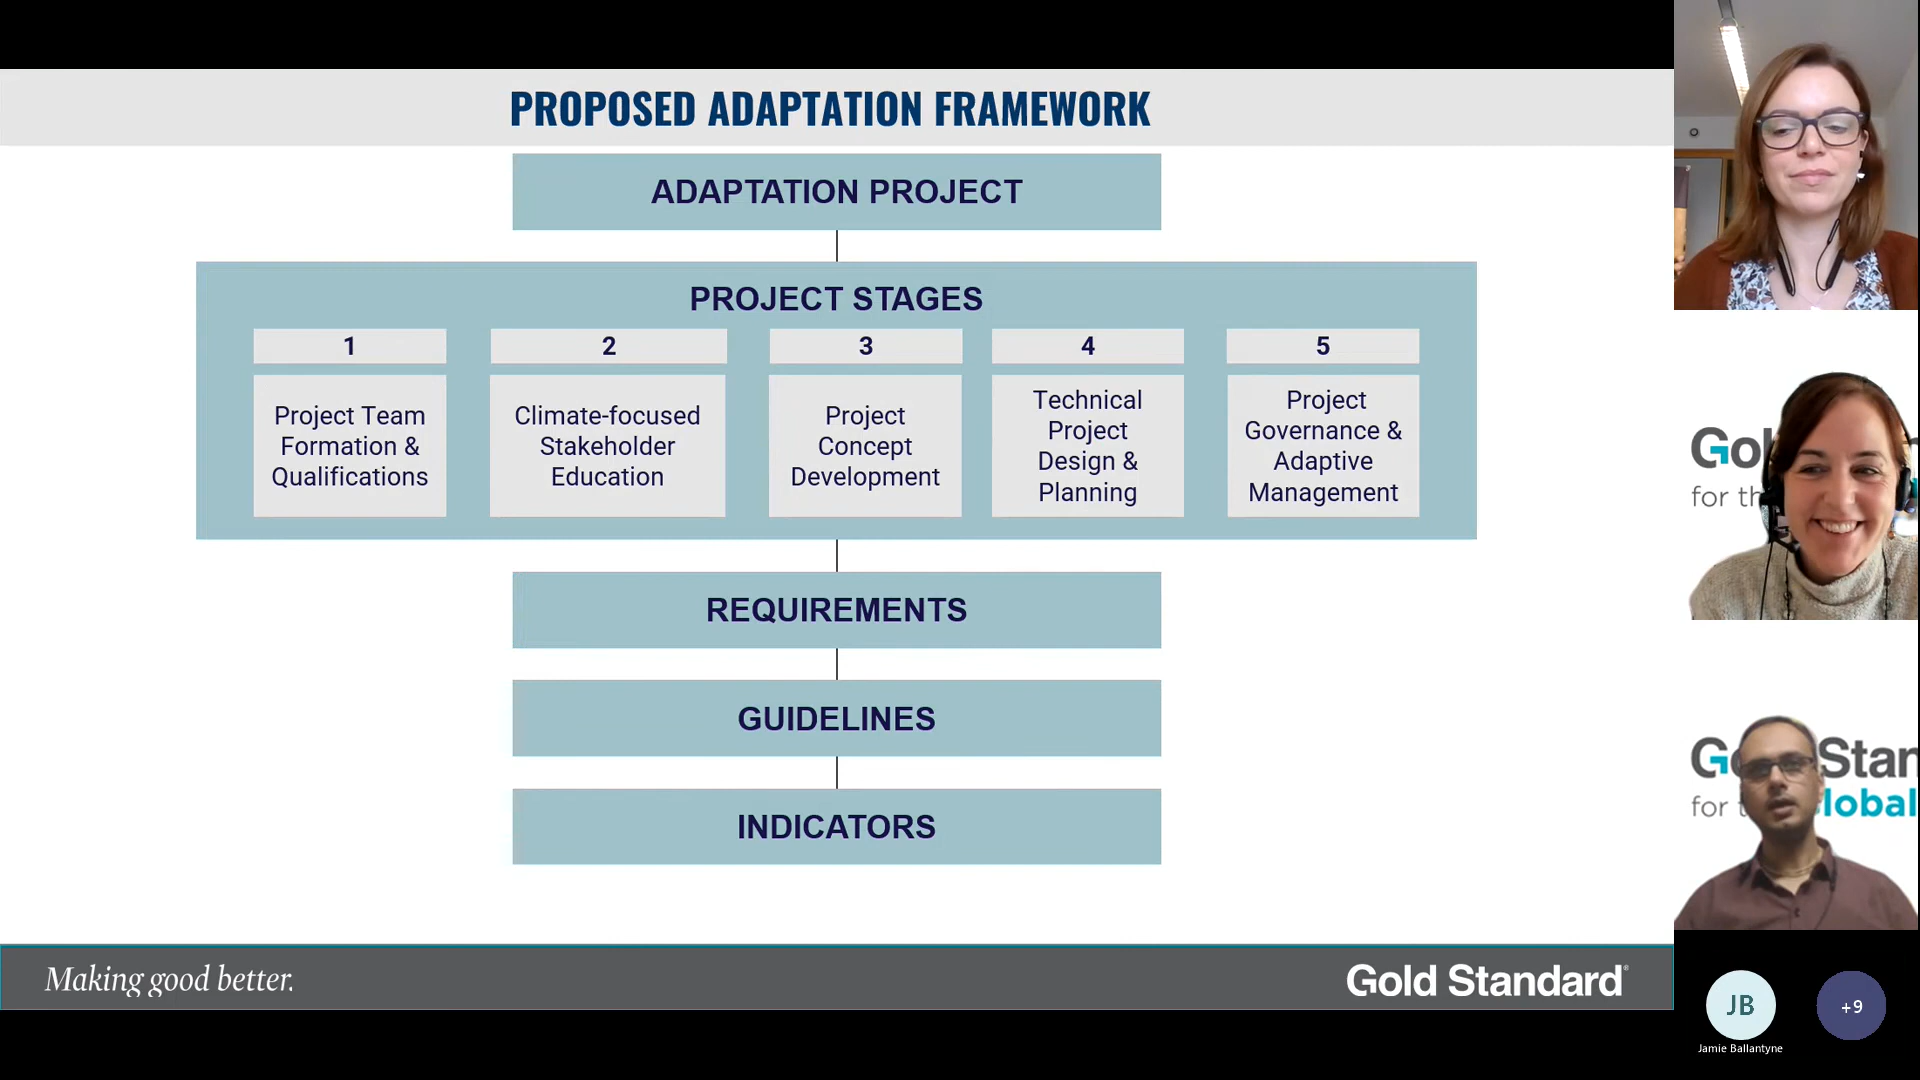 PROPOSED ADAPTATION FRAMEWORK
ADAPTATION PROJECT
PROJECT STAGES
1
Project Team
Formation &
Qualifications
2
Climate-focused
Stakeholder
Education
3
Project
Concept
Development
4
Technical
Project
Design &
Planning
5
Project
Governance &
Adaptive
Management
REQUIREMENTS
GUIDELINES
INDICATORS
Making good better.
Gold Standard®
JB
Jamie Ballantyne
+9